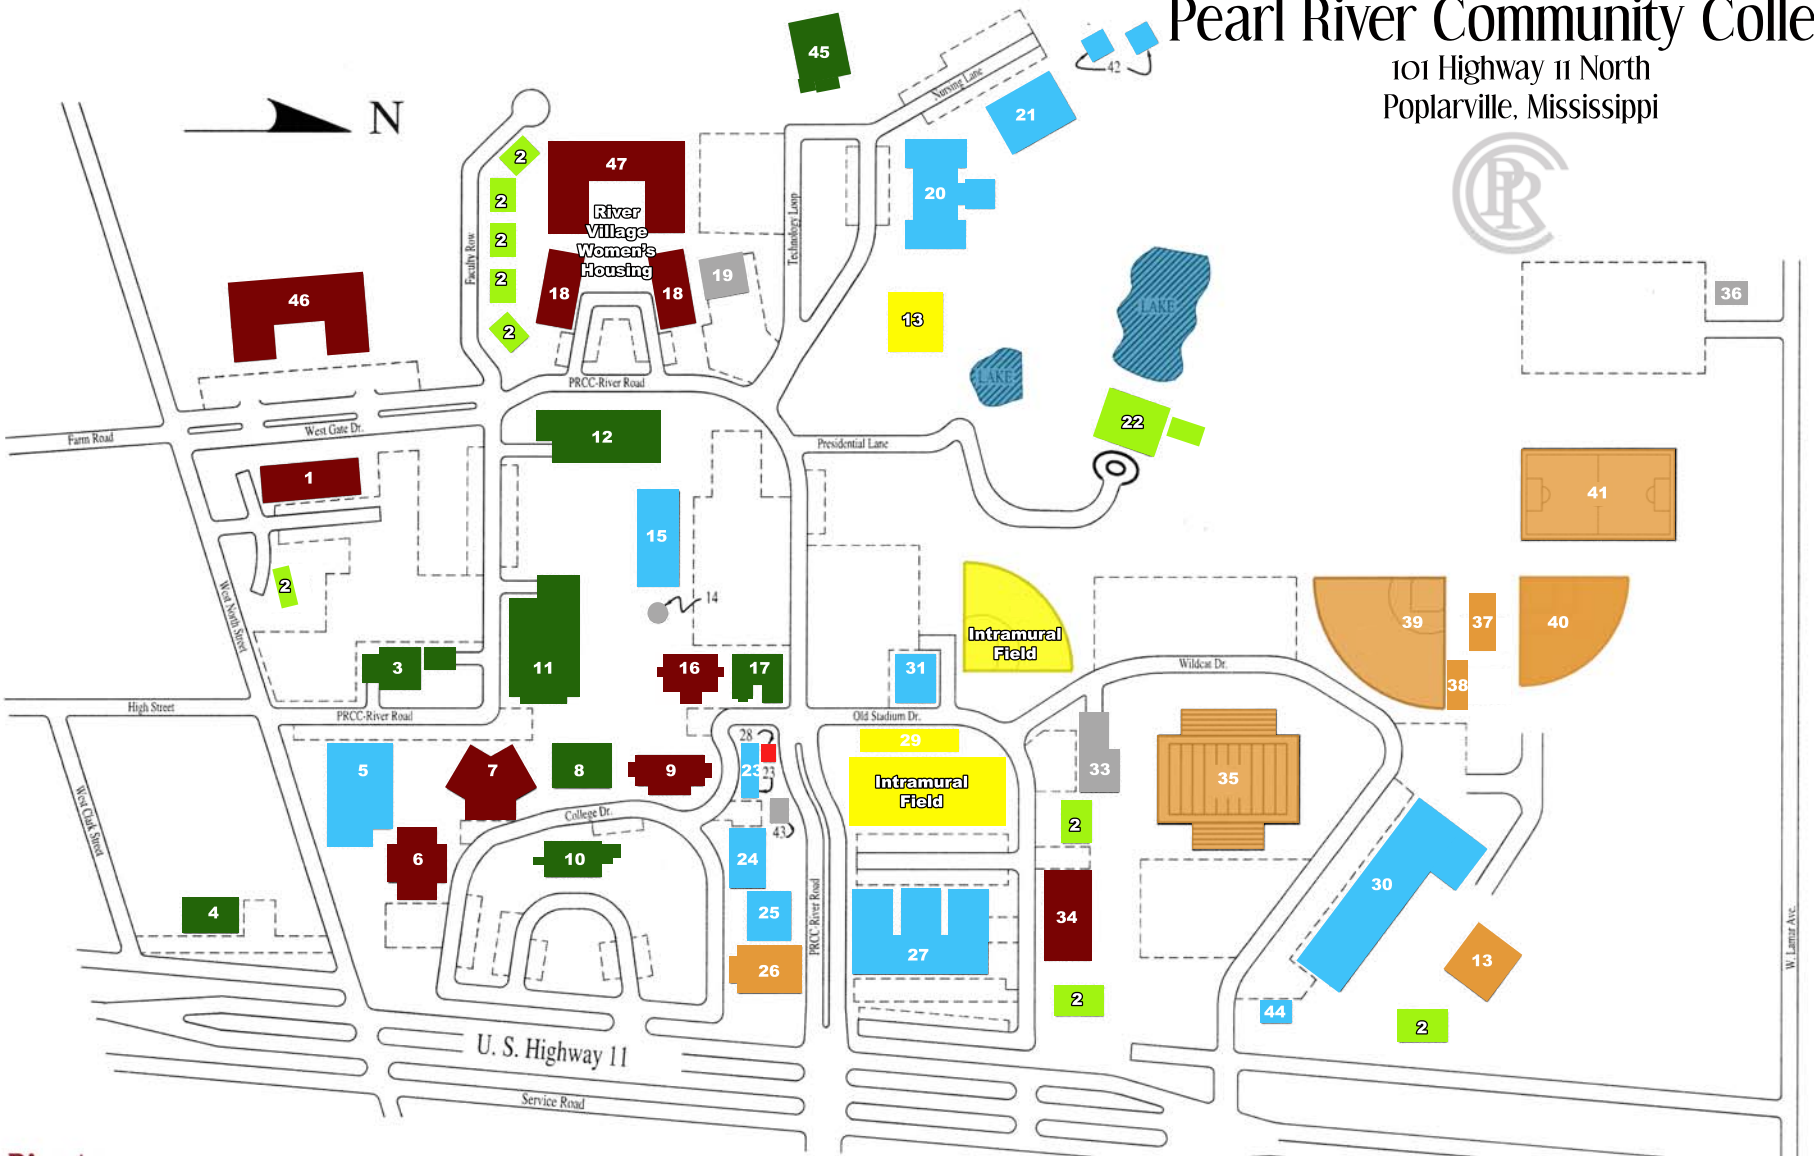 Pearl River Community Colle
101 Highway 11 North
Poplarville, Mississippi
PRC
N
45
42
Nursing Lane
21
2
47
20
2
River
Village
Women's
Housing
2
Faculty Row
Technology Loop
2
18
18
19
46
2
13
LAKE
36
LAKE
PRCC-River Road
22
Farm Road
West Gate Dr.
12
Presidential Lane
1
41
15
2
14
West North Street
Intramural
Field
39
37
40
3
11
16
17
31
Wildcat Dr.
38
High Street
PRCC-River Road
Old Stadium Dr.
28
29
5
7
8
9
23
23
Intramural
Field
33
35
West Clark Street
College Dr.
43
2
6
10
24
30
4
25
34
PRCC-River Road
W. Lamar Ave.
26
27
13
2
44
2
U. S. Highway 11
Service Road